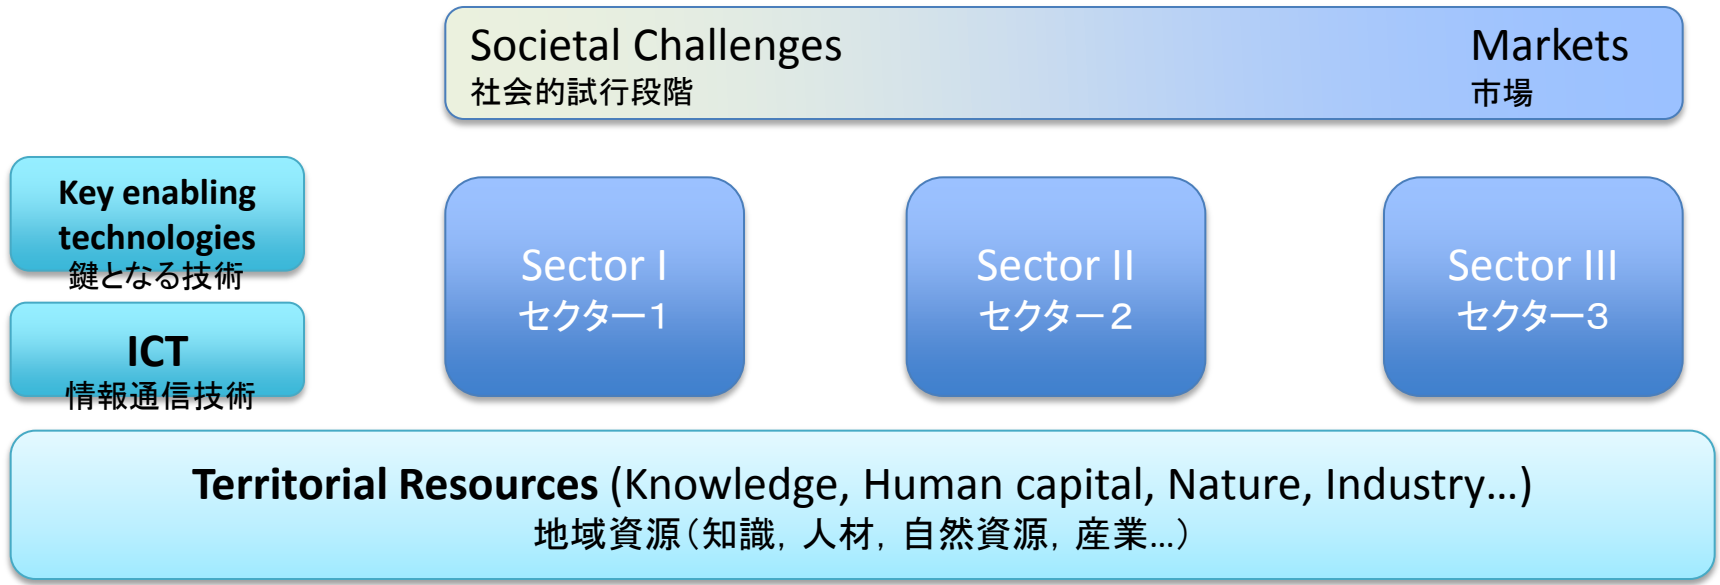 Societal Challenges
社会的試行段階
Markets
市場
Key enabling
technologies
鍵となる技術
ICT
情報通信技術
Sector I
セクター1
Sector II
セクター２
Sector III
セクター3
Territorial Resources (Knowledge, Human capital, Nature, Industry…)
地域資源（知識，人材，自然資源，産業…）